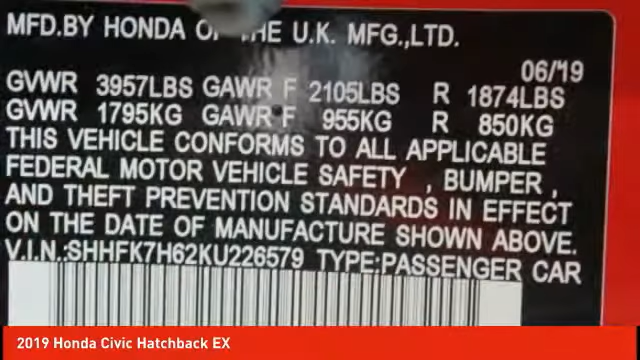 MFD.BY HONDA OF THE U.K. MFG.,LTD.
06/'19
GVWR 3957LBS GAWR F 2105LBS R 1874LBS
GVWR 1795KG GAWR F 955KG R 850KG
THIS VEHICLE CONFORMS TO ALL APPLICABLE
FEDERAL MOTOR VEHICLE SAFETY , BUMPER ,
AND THEFT PREVENTION STANDARDS IN EFFECT
ON THE DATE OF MANUFACTURE SHOWN ABOVE.
V.I.N.:SHHFK7H62KU226579 TYPE:PASSENGER CAR
2019 Honda Civic Hatchback EX